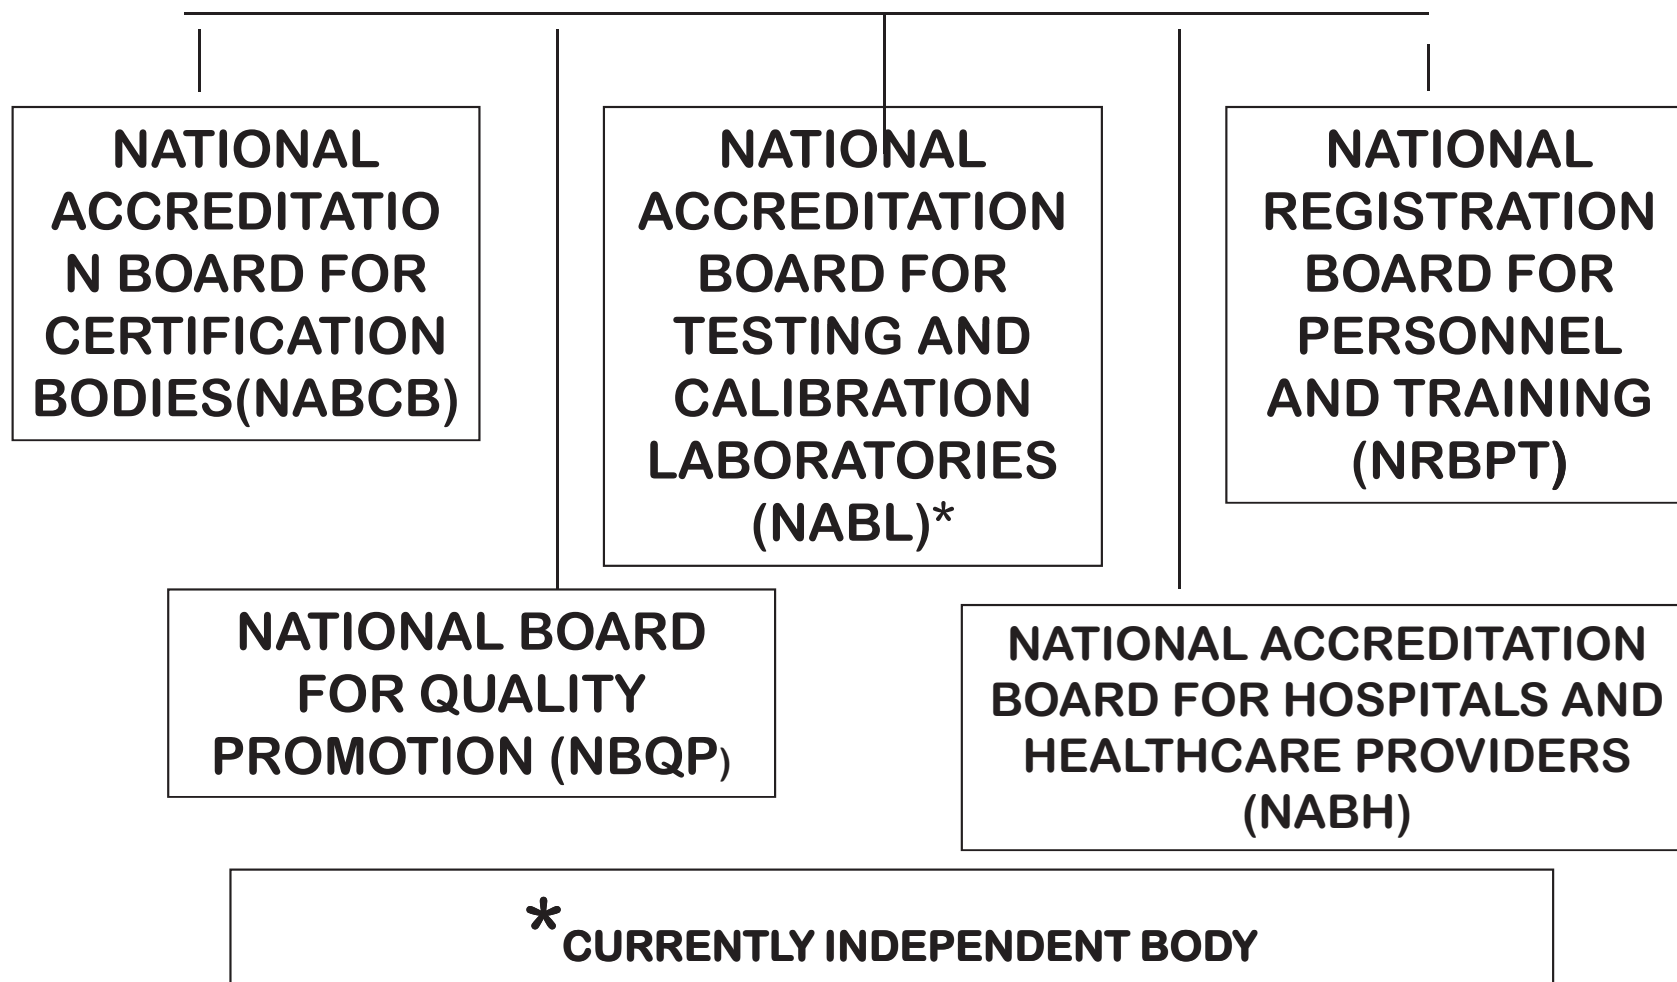 NATIONAL
ACCREDITATIO
N BOARD FOR
CERTIFICATION
BODIES(NABCB)
NATIONAL
ACCREDITATION
BOARD FOR
TESTING AND
CALIBRATION
LABORATORIES
(NABL)*
NATIONAL
REGISTRATION
BOARD FOR
PERSONNEL
AND TRAINING
(NRBPT)
NATIONAL BOARD
FOR QUALITY
PROMOTION (NBQP)
NATIONAL ACCREDITATION
BOARD FOR HOSPITALS AND
HEALTHCARE PROVIDERS
(NABH)
*CURRENTLY INDEPENDENT BODY